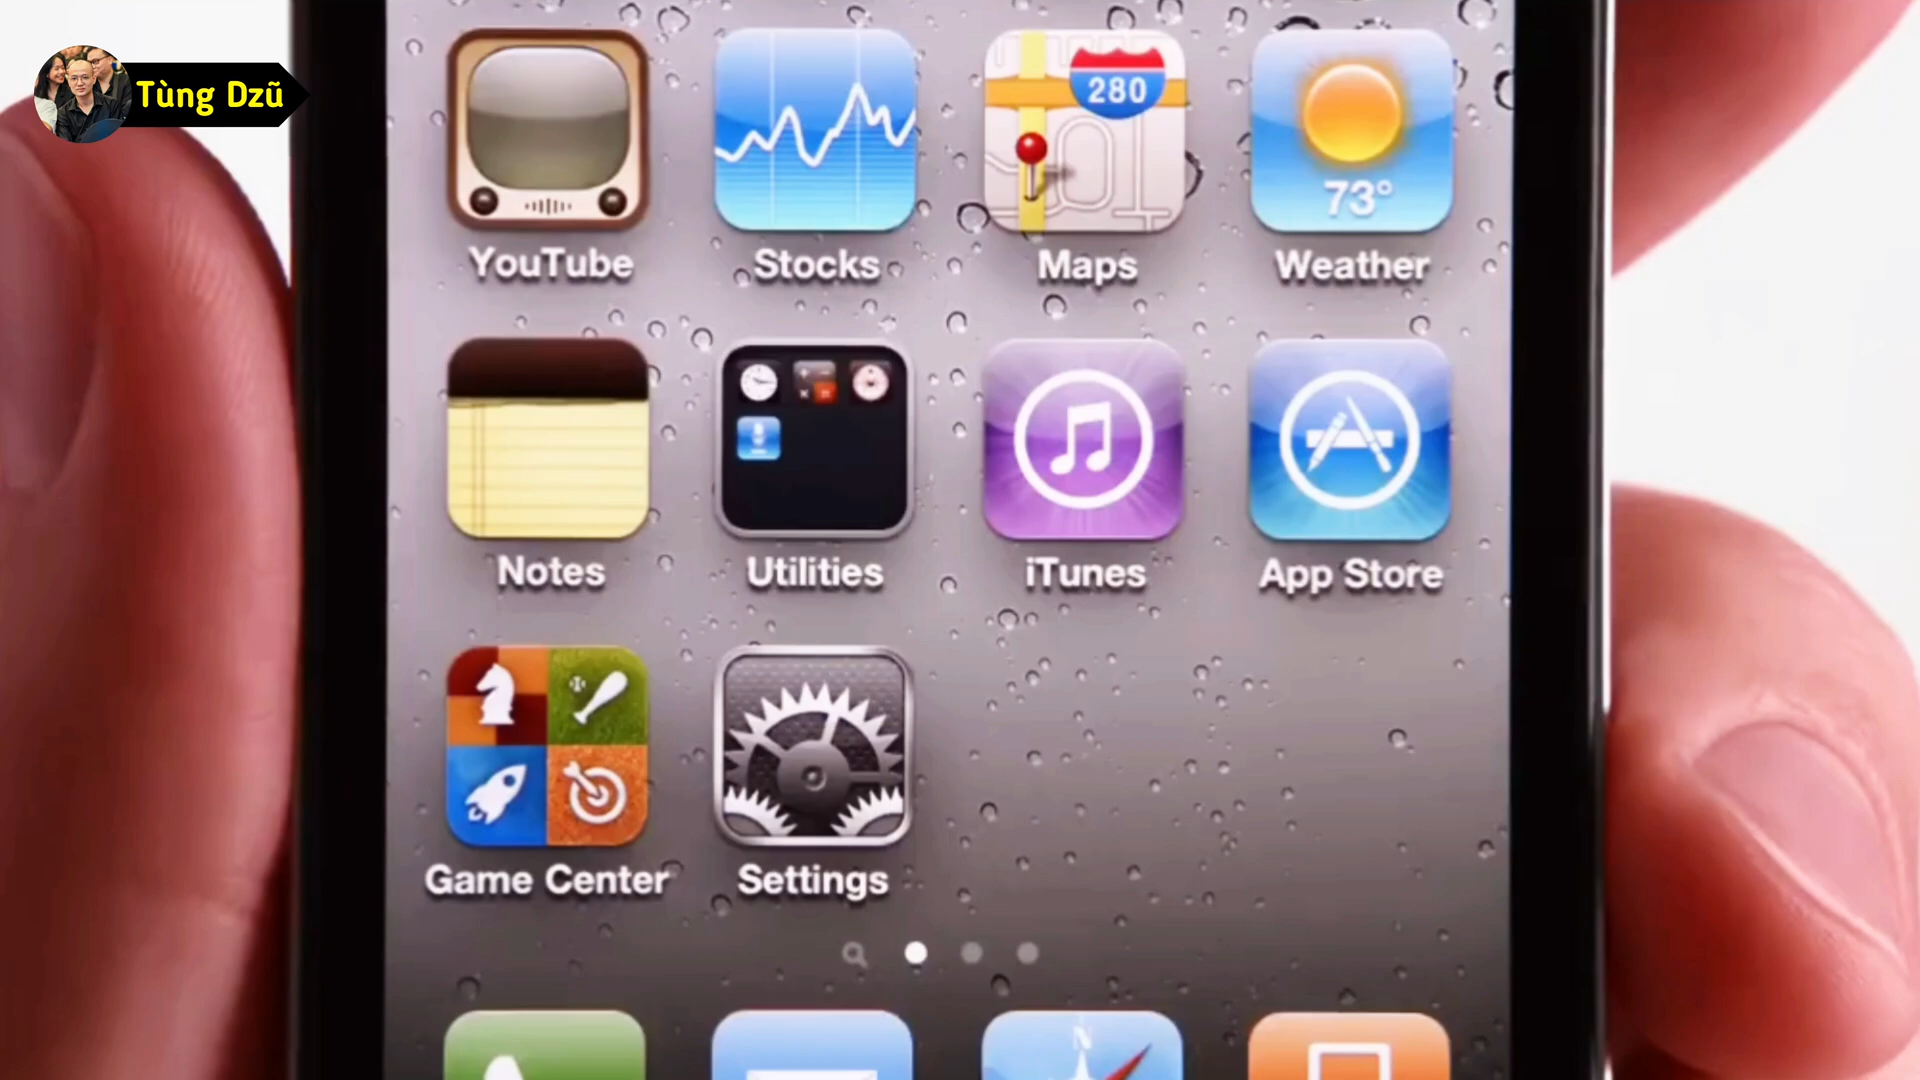 Tùng Dzũ
280
73°
YouTube
Stocks
Maps
Weather
Notes
Utilities
iTunes
App Store
Game Center
Settings
N